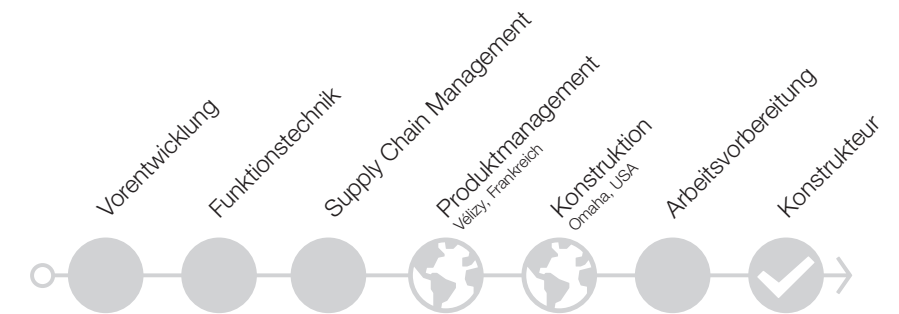 Vorentwicklung
Funktionstechnik
Supply Chain Management
Produktmanagement
Vélizy, Frankreich
Konstruktion
Omaha, USA
Arbeitsvorbereitung
Konstrukteur